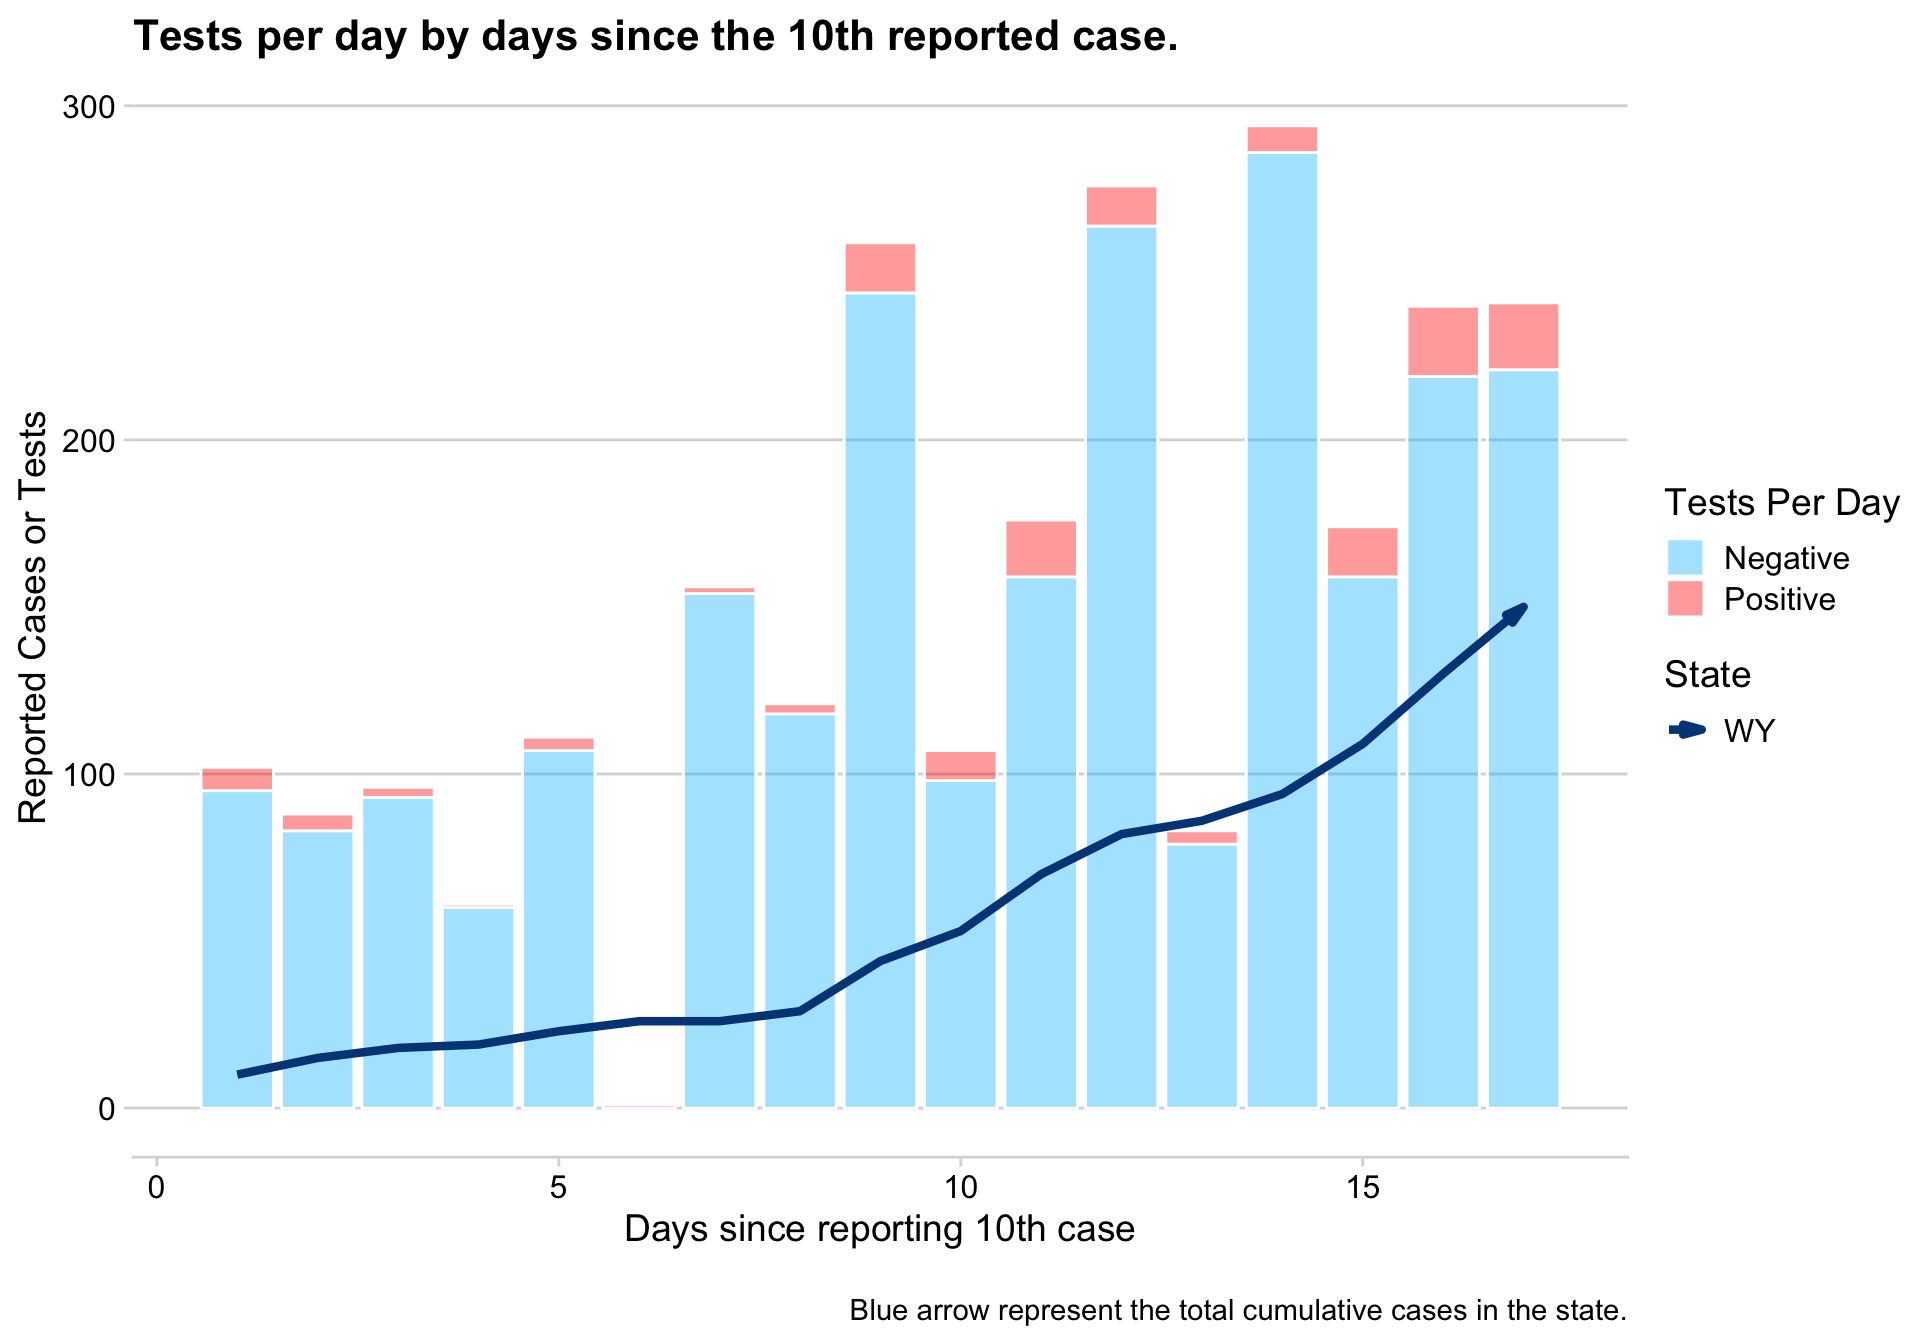 Tests per day by days since the 10th reported case.
300
200
100
0
Reported Cases or Tests
0 5 10 15
Days since reporting 10th case
Tests Per Day
Negative
Positive
State
WY
Blue arrow represent the total cumulative cases in the state.